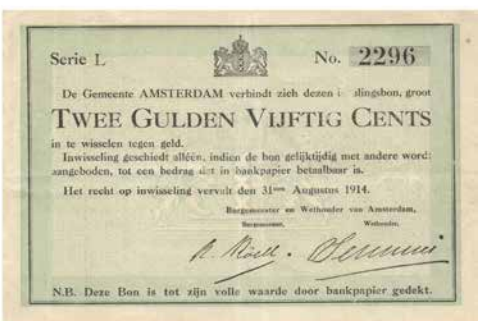 Serie L No. 2296
De Gemeente AMSTERDAM verbindt zich dezen slingsbon, groot
TWEE GULDEN VIJFTIG CENTS
in te wisselen tegen geld.
Inwisseling geschiedt alléén, indien de bon gelijktijdig met andere word:
aangeboden, tot een bedrag dat in bankpapier betaalbaar is.
Het recht op inwisseling vervalt den 31sten Augustus 1914.
Burgemeester en Wethouder van Amsterdam,
Burgemeester, Wethouder,
A. Röell.
N.B. Deze Bon is tot zijn volle waarde door bankpapier gedekt.